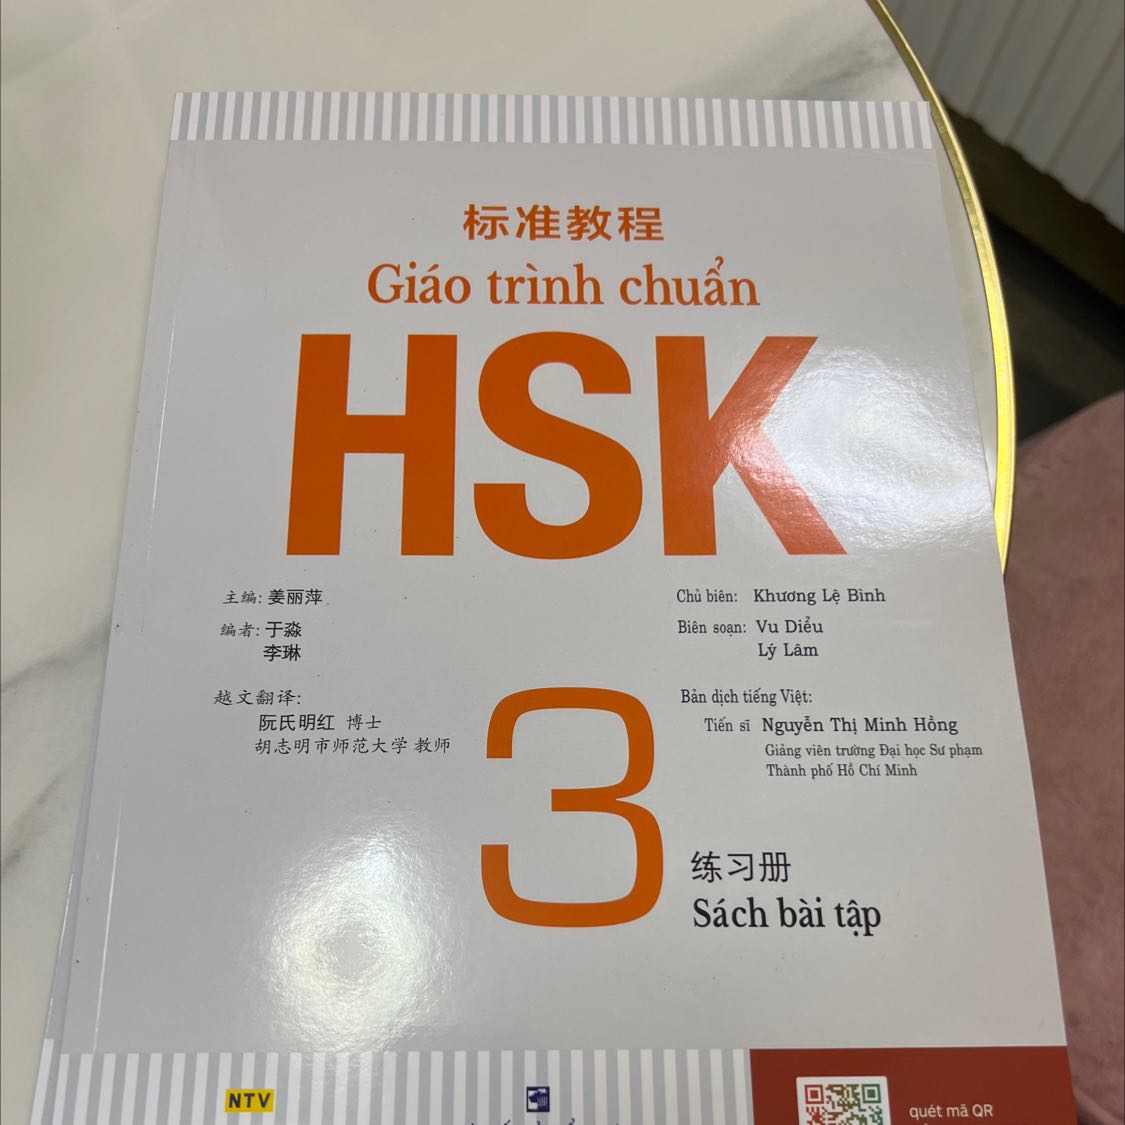 标准教程
Giáo trình chuẩn
HSK
主编: 姜丽萍
编者: 于淼
李琳
越文翻译:
阮氏明红 博士
胡志明市师范大学 教师
Chủ biên: Khương Lệ Bình
Biên soạn: Vu Diểu
Lý Lâm
Bản dịch tiếng Việt:
Tiến sĩ Nguyễn Thị Minh Hồng
Giảng viên trường Đại học Sư phạm
Thành phố Hồ Chí Minh
3
练习册
Sách bài tập
NTV
quét mã QR